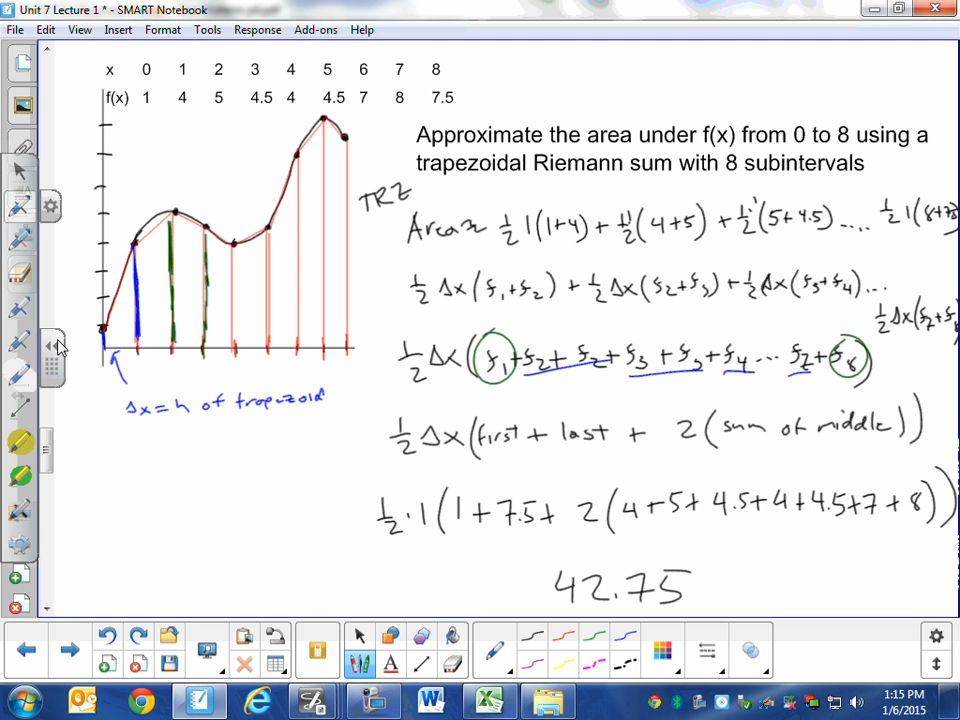 Unit 7 Lecture 1 * - SMART Notebook
File Edit View Insert Format Tools Response Add-ons Help
x 0 1 2 3 4 5 6 7 8
f(x) 1 4 5 4.5 4 4.5 7 8 7.5
Approximate the area under f(x) from 0 to 8 using a
trapezoidal Riemann sum with 8 subintervals
TRZ
Area ≈ 1/2 1(1+4) + 1/2 1(4+5) + 1/2 1(5+4.5) .... 1/2 1(8+7.5)
1/2 Δx(f1+f2) + 1/2 Δx(f2+f3) + 1/2 Δx(f3+f4) ...
1/2 Δx(f7+f8
1/2 Δx(f1+f2+f2+f3+f3+f4 ... f7+f8)
Δx = h of trapezoid
1/2 Δx(first + last + 2(sum of middle))
1/2 · 1(1+7.5+ 2(4+5+4.5+4+4.5+7+8))
42.75
A
1:15 PM
1/6/2015